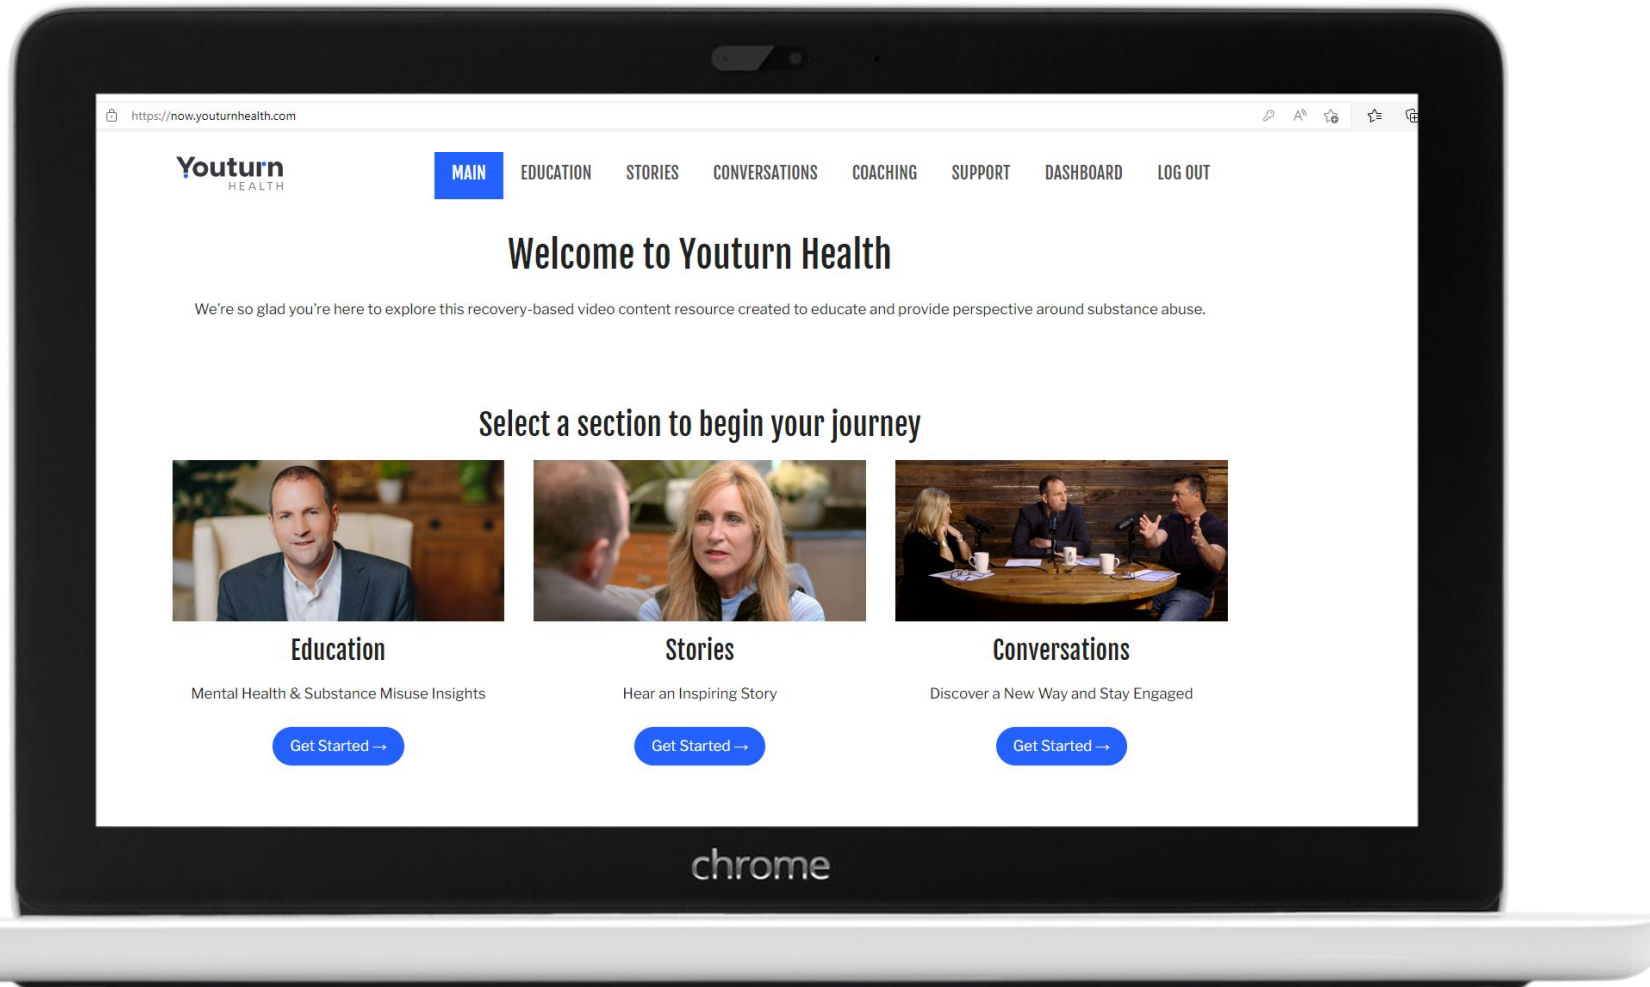 https://now.youturnhealth.com
Youturn
HEALTH
MAIN EDUCATION STORIES CONVERSATIONS COACHING SUPPORT DASHBOARD LOG OUT
Welcome to Youturn Health
We're so glad you're here to explore this recovery-based video content resource created to educate and provide perspective around substance abuse.
Select a section to begin your journey
Education
Mental Health & Substance Misuse Insights
Get Started →
Stories
Hear an Inspiring Story
Get Started →
Conversations
Discover a New Way and Stay Engaged
Get Started →
chrome